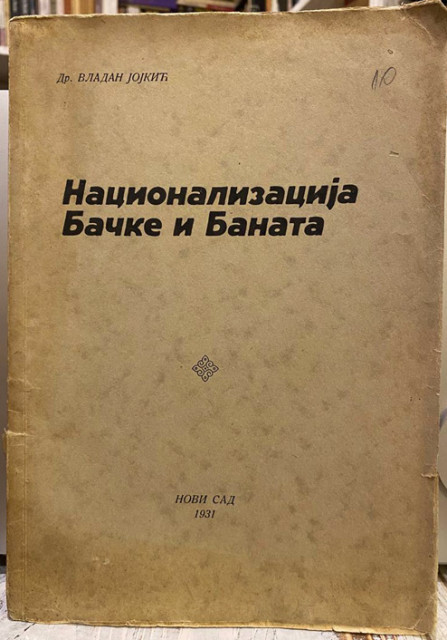 Др. ВЛАДАН ЈОЈКИЋ
Национализација
Бачке и Баната
НОВИ САД
1931